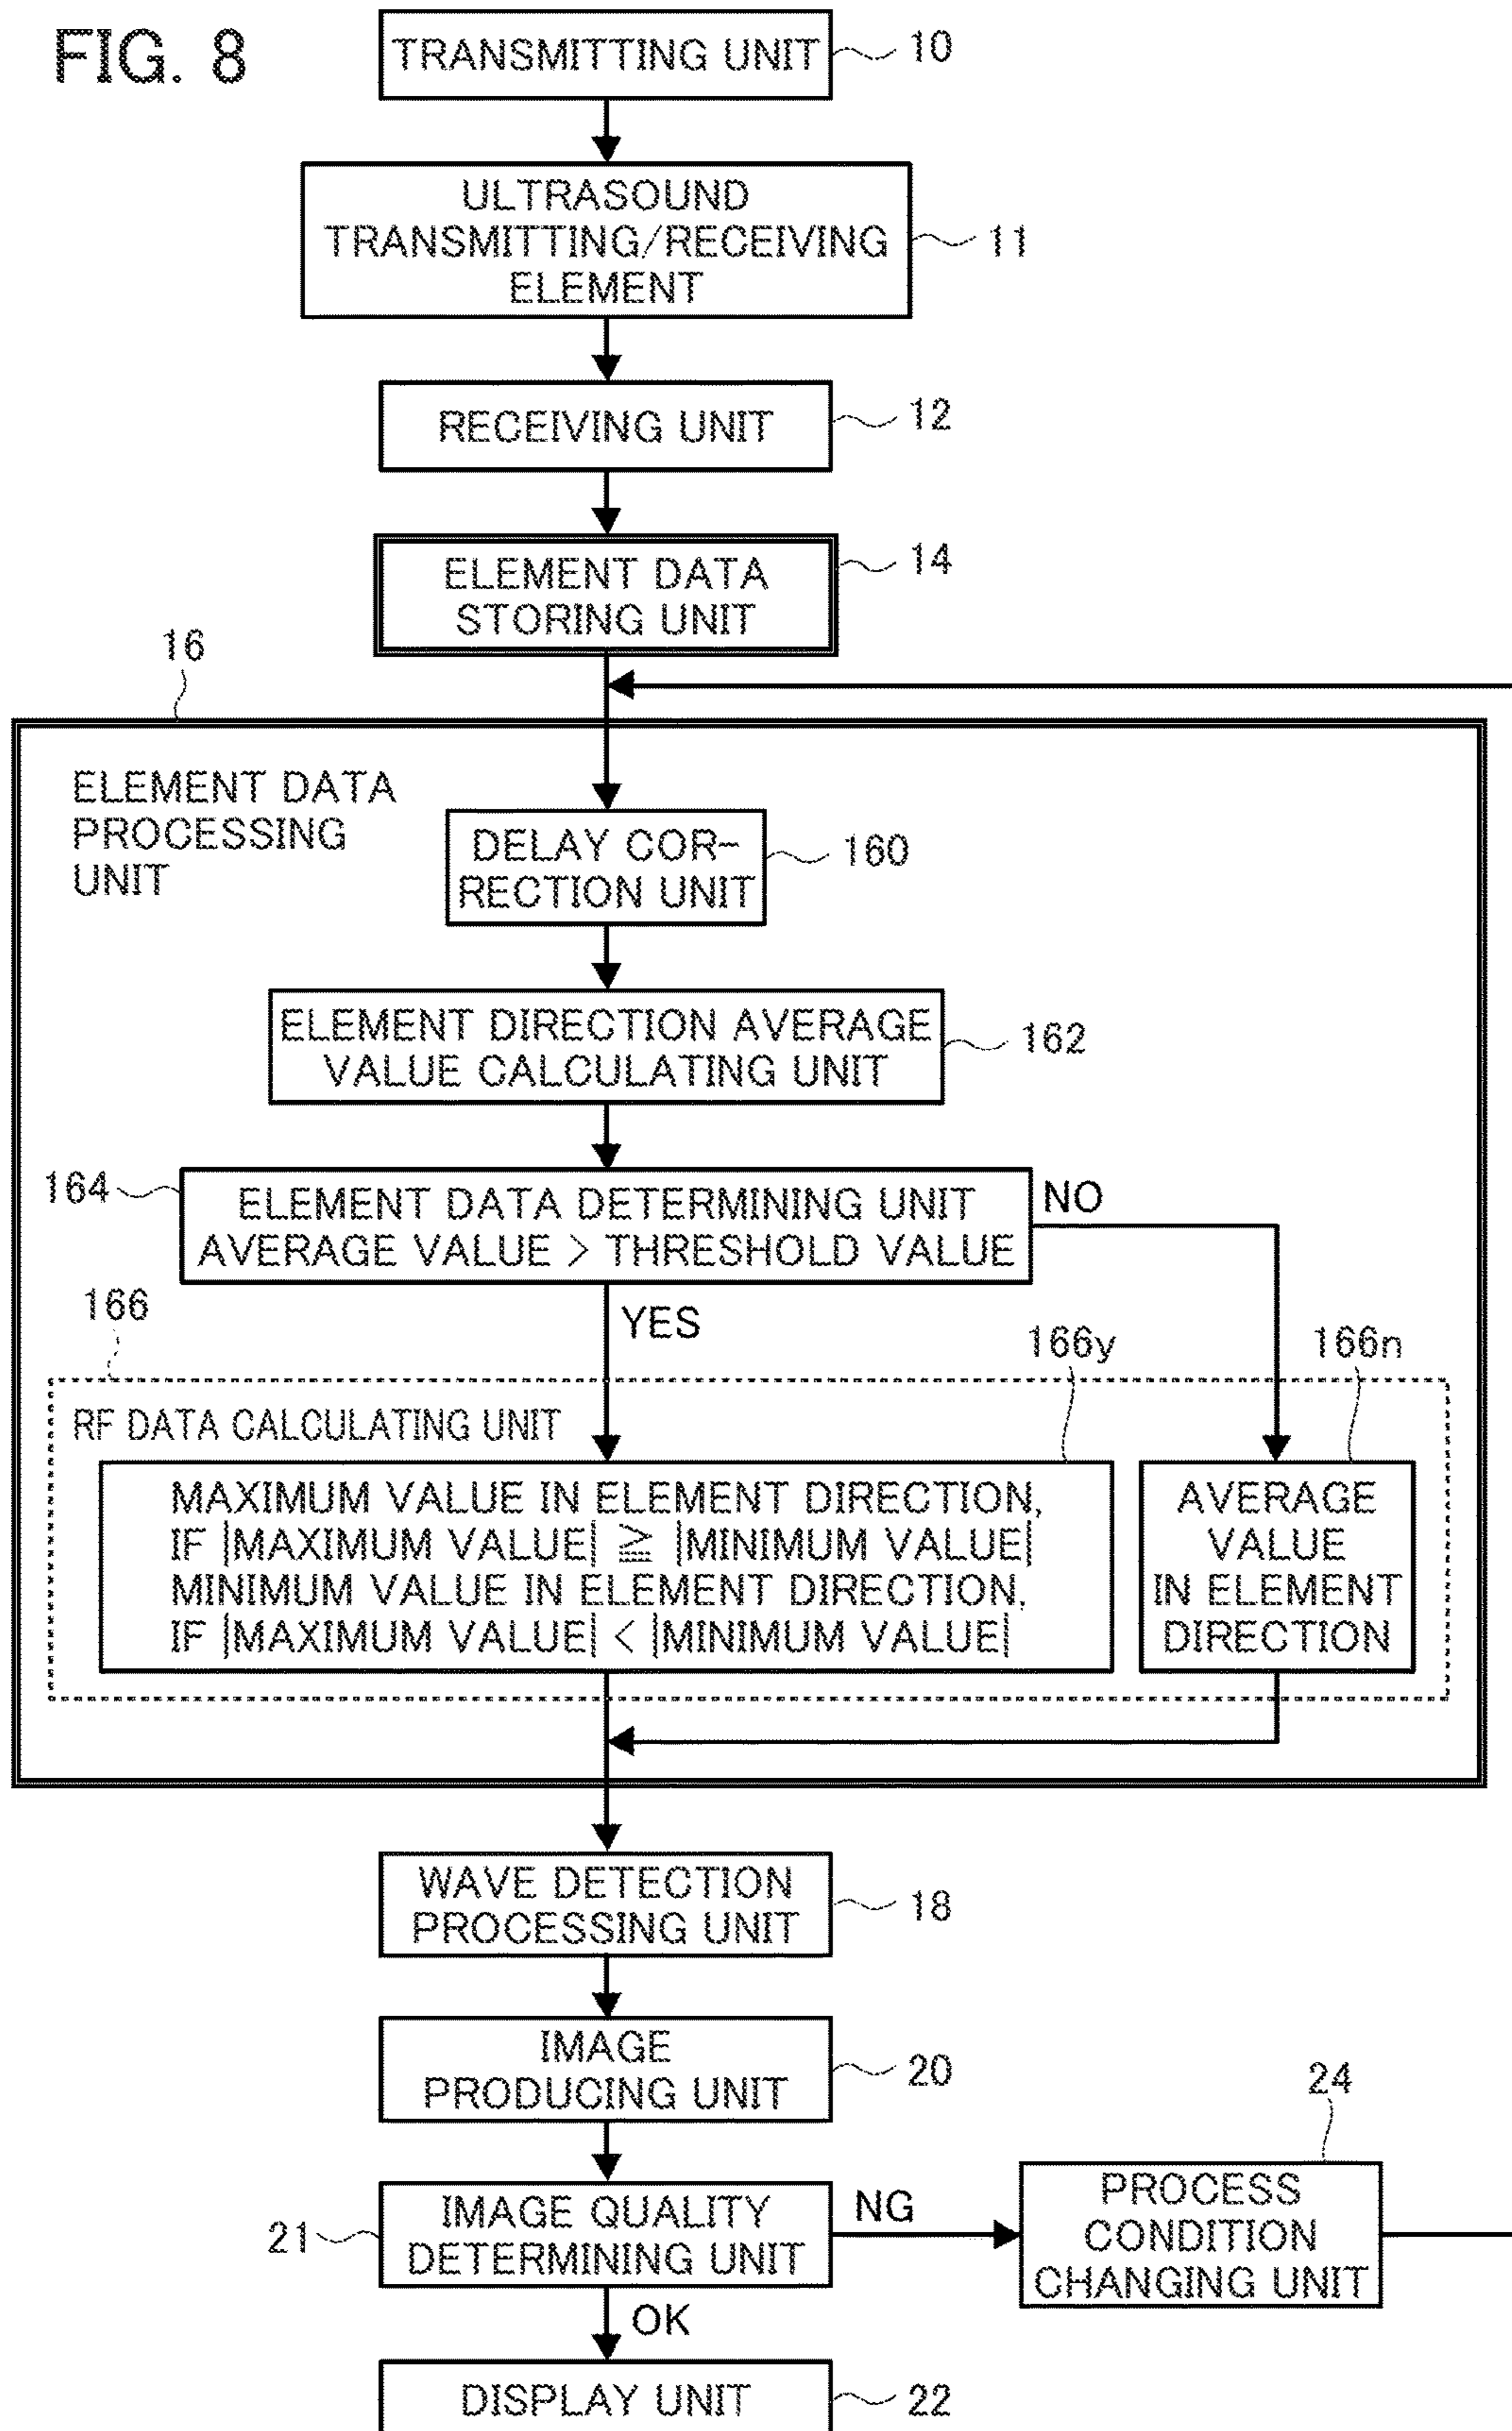 FIG. 8
TRANSMITTING UNIT
10
ULTRASOUND
TRANSMITTING/RECEIVING
ELEMENT
11
RECEIVING UNIT
12
ELEMENT DATA
STORING UNIT
14
16
ELEMENT DATA
PROCESSING
UNIT
DELAY COR-
RECTION UNIT
160
ELEMENT DIRECTION AVERAGE
VALUE CALCULATING UNIT
162
164
ELEMENT DATA DETERMINING UNIT
AVERAGE VALUE > THRESHOLD VALUE
NO
YES
166
166y
166n
RF DATA CALCULATING UNIT
MAXIMUM VALUE IN ELEMENT DIRECTION,
IF |MAXIMUM VALUE| ≧ |MINIMUM VALUE|
MINIMUM VALUE IN ELEMENT DIRECTION,
IF |MAXIMUM VALUE| < |MINIMUM VALUE|
AVERAGE
VALUE
IN ELEMENT
DIRECTION
WAVE DETECTION
PROCESSING UNIT
18
IMAGE
PRODUCING UNIT
20
21
IMAGE QUALITY
DETERMINING UNIT
NG
24
PROCESS
CONDITION
CHANGING UNIT
OK
DISPLAY UNIT
22